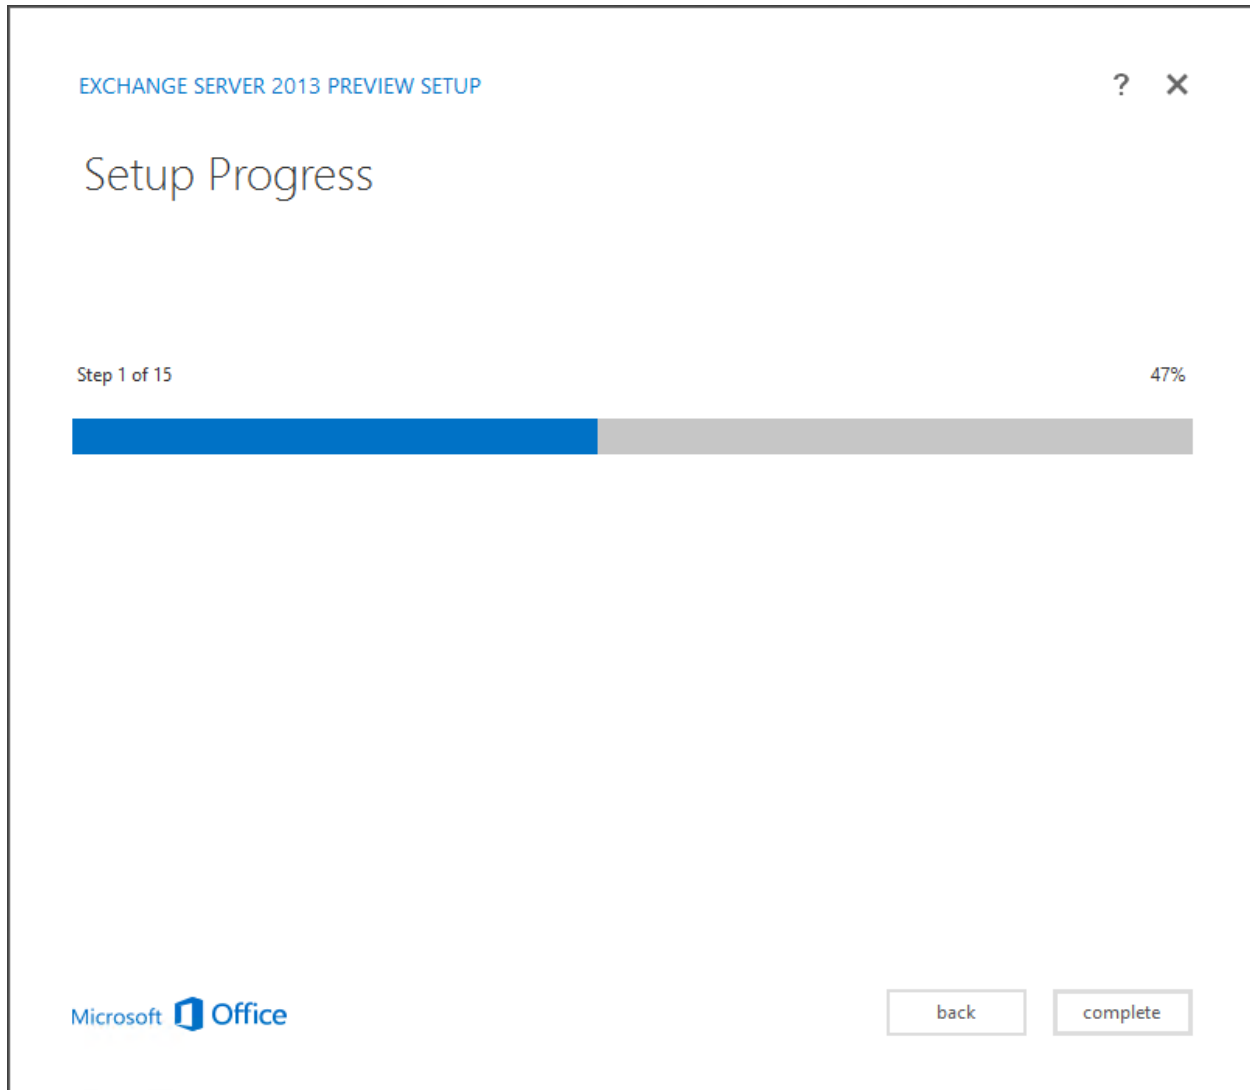 EXCHANGE SERVER 2013 PREVIEW SETUP
? ✕
Setup Progress
Step 1 of 15 47%
Microsoft Office back complete